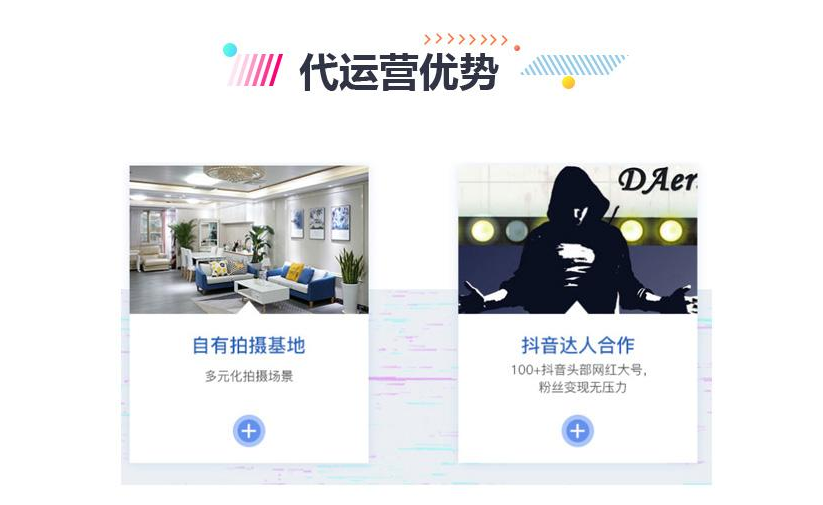 代运营优势
DAer
自有拍摄基地
多元化拍摄场景
抖音达人合作
100+抖音头部网红大号，
粉丝变现无压力